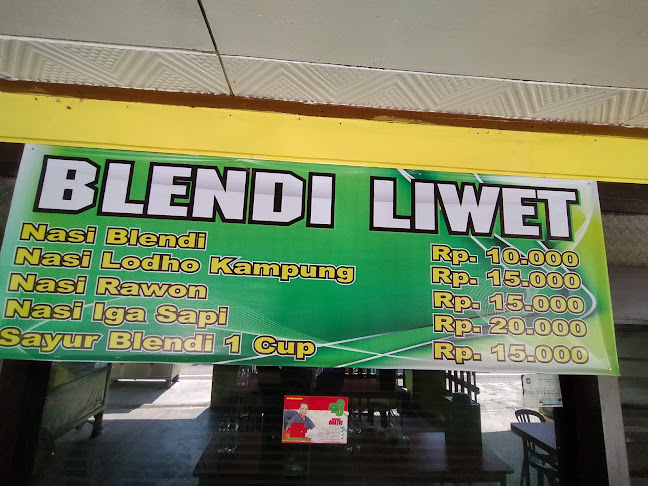 BLENDI LIWET
Nasi Blendi Rp. 10.000
Nasi Lodho Kampung Rp. 15.000
Nasi Rawon Rp. 15.000
Nasi Iga Sapi Rp. 20.000
Sayur Blendi 1 Cup Rp. 15.000
GRATIS